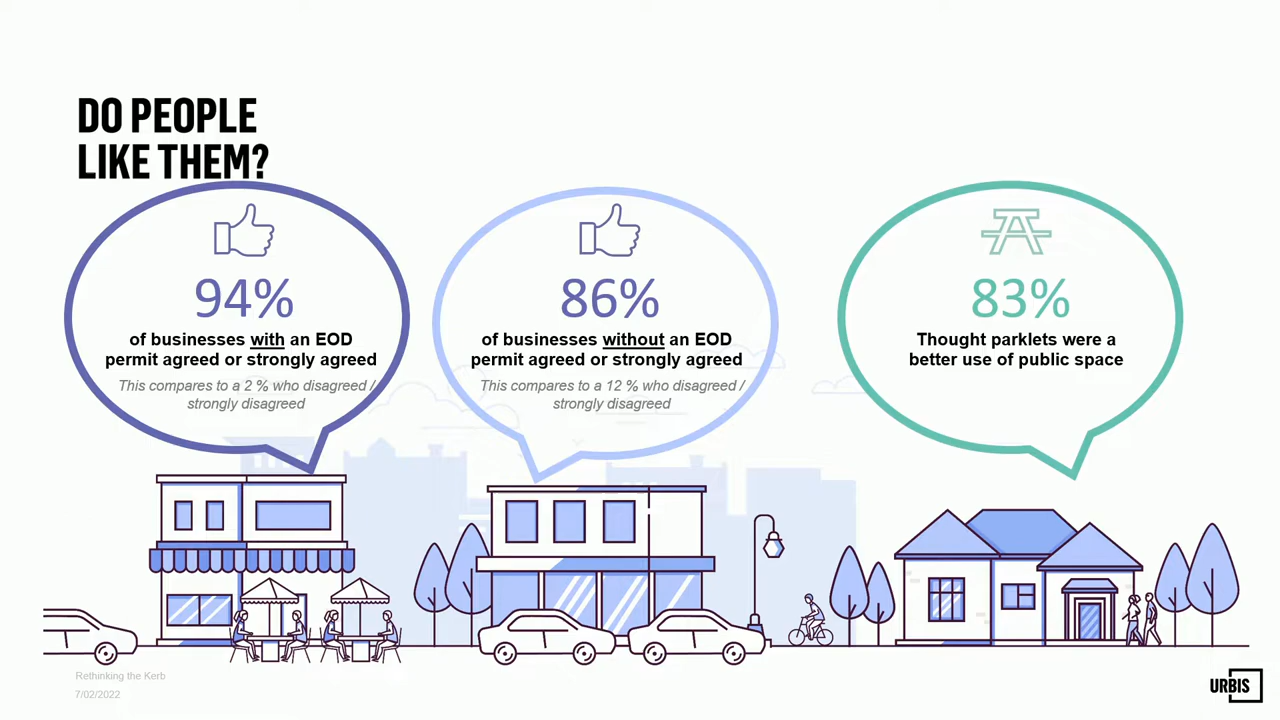 DO PEOPLE
LIKE THEM?
94%
of businesses with an EOD
permit agreed or strongly agreed
This compares to a 2 % who disagreed /
strongly disagreed
86%
of businesses without an EOD
permit agreed or strongly agreed
This compares to a 12 % who disagreed /
strongly disagreed
83%
Thought parklets were a
better use of public space
Rethinking the Kerb
7/02/2022
URBIS